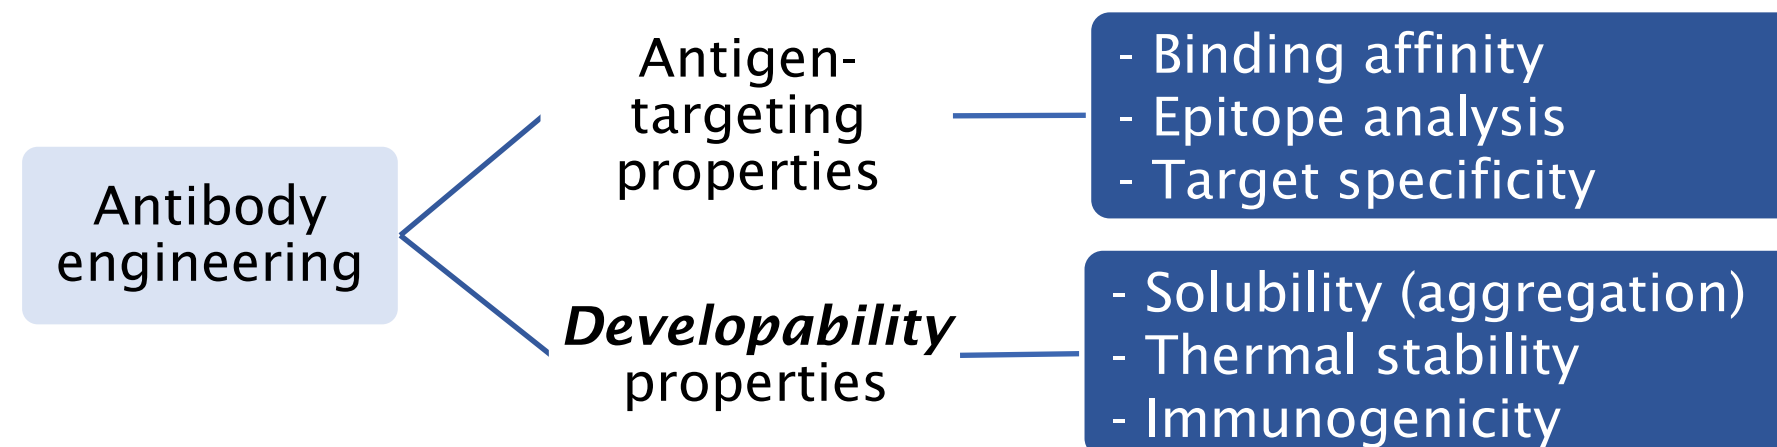 Antibody
engineering
Antigen-
targeting
properties
- Binding affinity
- Epitope analysis
- Target specificity
Developability
properties
- Solubility (aggregation)
- Thermal stability
- Immunogenicity